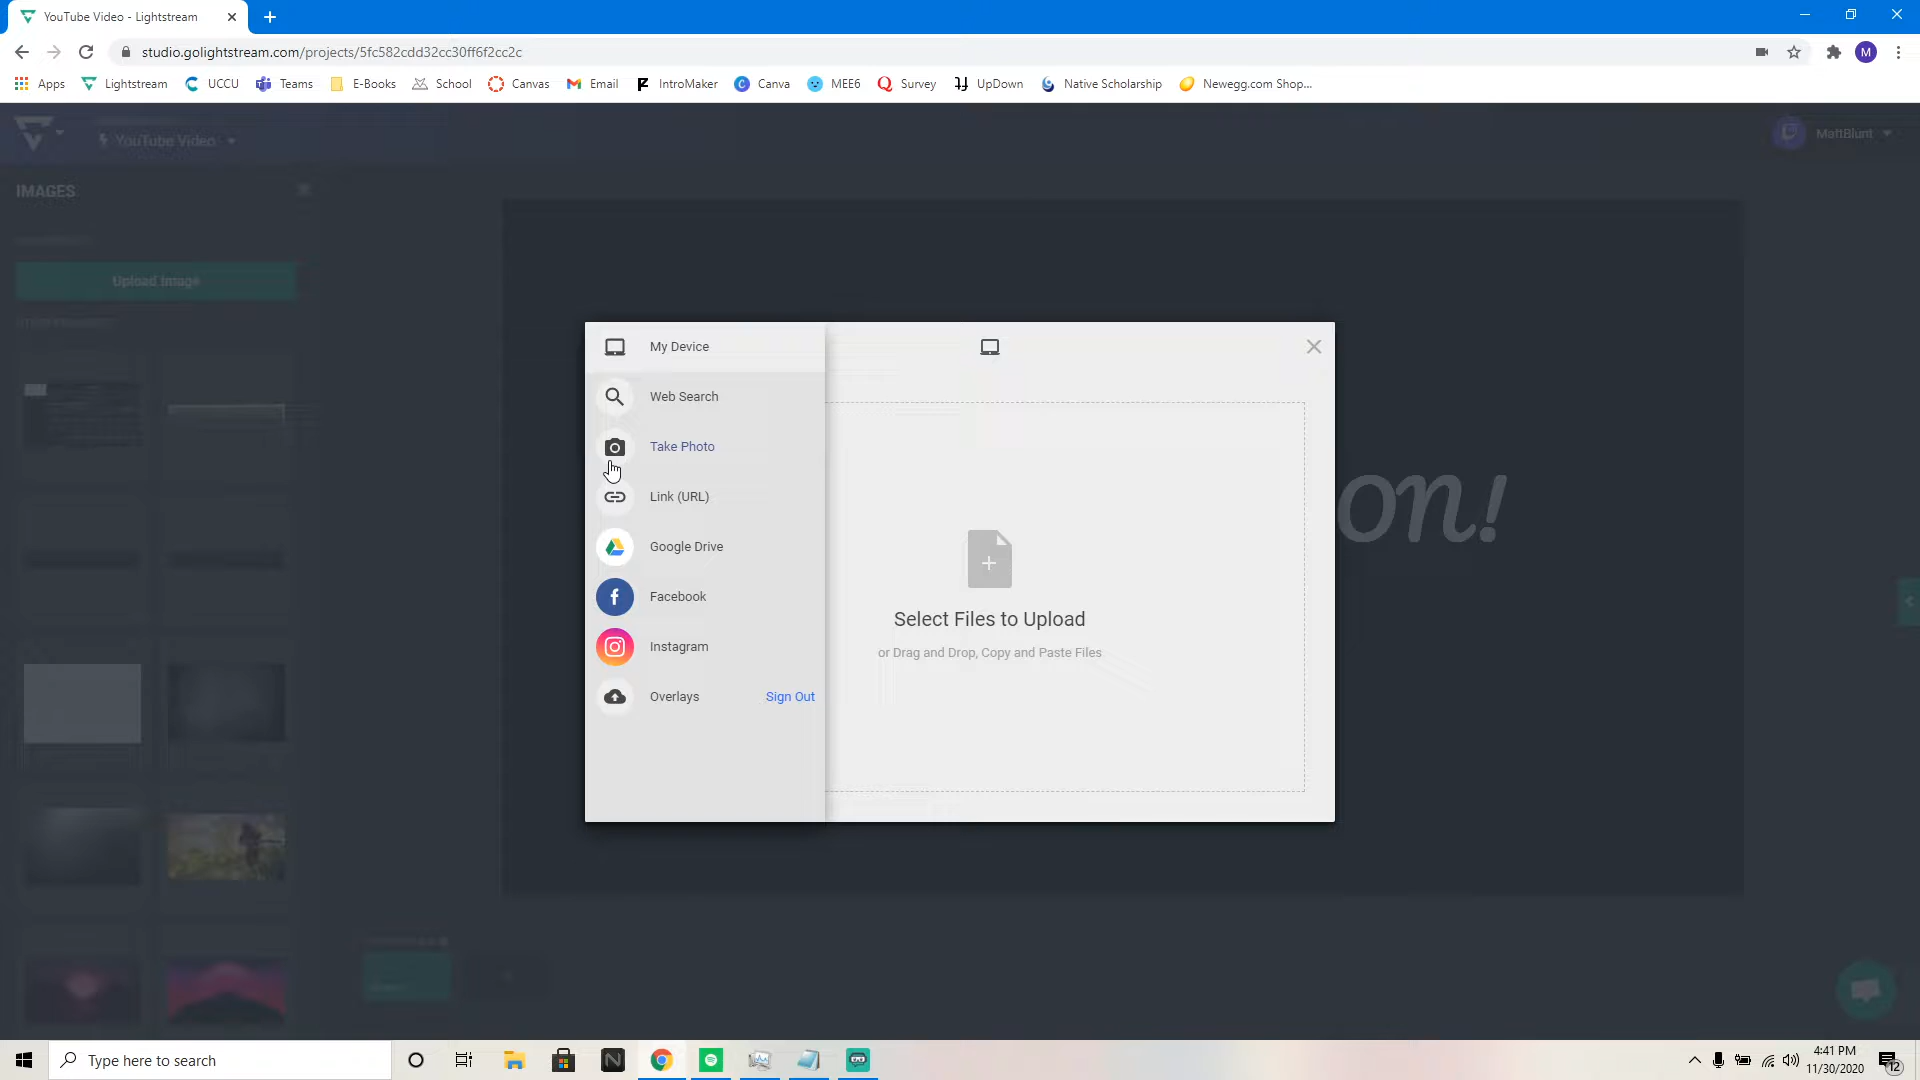 YouTube Video - Lightstream
studio.golightstream.com/projects/5fc582cdd32cc30ff6f2cc2c
M
Apps Lightstream UCCU Teams E-Books School Canvas Email IntroMaker Canva MEE6 Survey UpDown Native Scholarship Newegg.com Shop...
YouTube Video
MattBlunt
IMAGES
Upload Image
My Device
Web Search
Take Photo
Link (URL)
Google Drive
Facebook
Instagram
Overlays Sign Out
Select Files to Upload
or Drag and Drop, Copy and Paste Files
on!
Type here to search
4:41 PM
11/30/2020
12